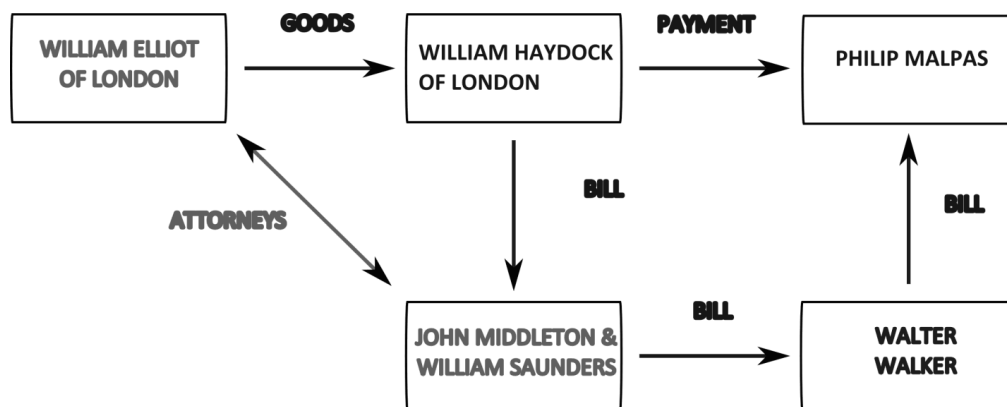 GOODS
PAYMENT
WILLIAM ELLIOT
OF LONDON
WILLIAM HAYDOCK
OF LONDON
PHILIP MALPAS
ATTORNEYS
BILL
BILL
JOHN MIDDLETON &
WILLIAM SAUNDERS
BILL
WALTER
WALKER